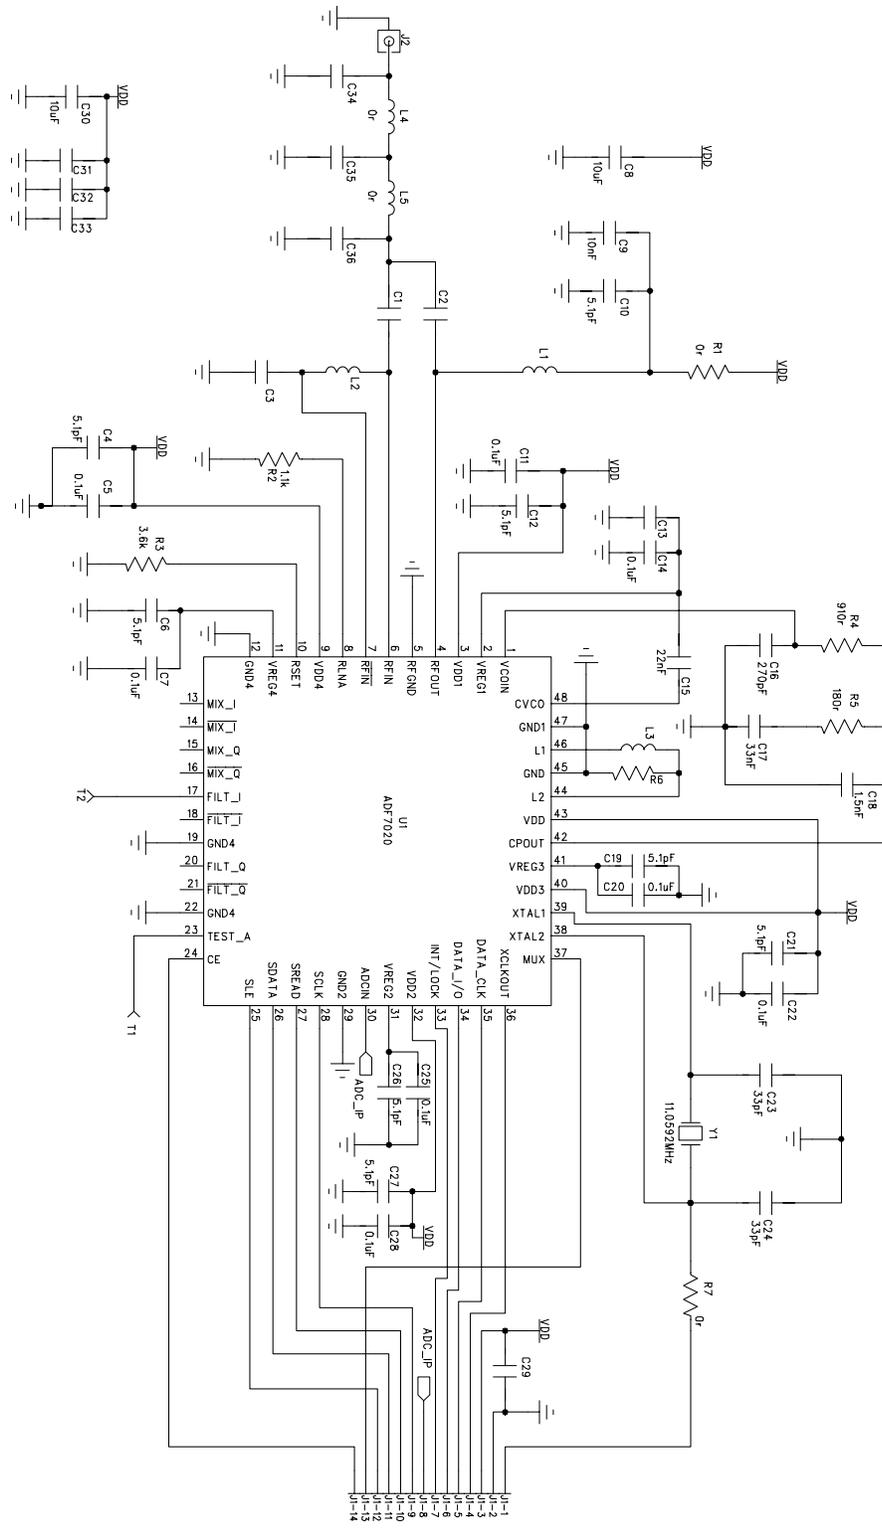 J2
C34
L4
0r
C35
L5
0r
C36
VDD
C30
10uF
C31
C32
C33
VDD
C8
10uF
C9
10nF
C10
5.1pF
R1
0r
VDD
L1
C1
C2
L2
C3
R2
1.1k
C4
5.1pF
VDD
C5
0.1uF
R3
3.6k
C6
5.1pF
C7
0.1uF
C11
0.1uF
VDD
C12
5.1pF
C13
C14
0.1uF
C15
22nF
R4
910r
C16
270pF
R5
180r
C17
33nF
C18
1.5nF
L3
R6
12 GND4
11 VREG4
10 RSET
9 VDD4
8 RLNA
7 RFIN
6 RFIN
5 RFGND
4 RFOUT
3 VDD1
2 VREG1
1 VCOIN
13 MIX_I
14 MIX_I
15 MIX_Q
16 MIX_Q
17 FILT_I
18 FILT_I
19 GND4
20 FILT_Q
21 FILT_Q
22 GND4
23 TEST_A
24 CE
T2
T1
U1
ADF7020
CVCO 48
GND1 47
L1 46
GND 45
L2 44
VDD 43
CPOUT 42
VREG3 41
VDD3 40
XTAL1 39
XTAL2 38
MUX 37
SLE 25
SDATA 26
SREAD 27
SCLK 28
GND2 29
ADCIN 30
VREG2 31
VDD2 32
INT/LOCK 33
DATA_I/O 34
DATA_CLK 35
XCLKOUT 36
C19 5.1pF
C20 0.1uF
VDD
C21
5.1pF
C22
0.1uF
ADC_IP
C25
0.1uF
C26
5.1pF
C27
5.1pF
C28
0.1uF
VDD
C23
33pF
Y1
11.0592MHz
C24
33pF
R7
0r
VDD
C29
ADC_IP
J1-1
J1-2
J1-3
J1-4
J1-5
J1-6
J1-7
J1-8
J1-9
J1-10
J1-11
J1-12
J1-13
J1-14